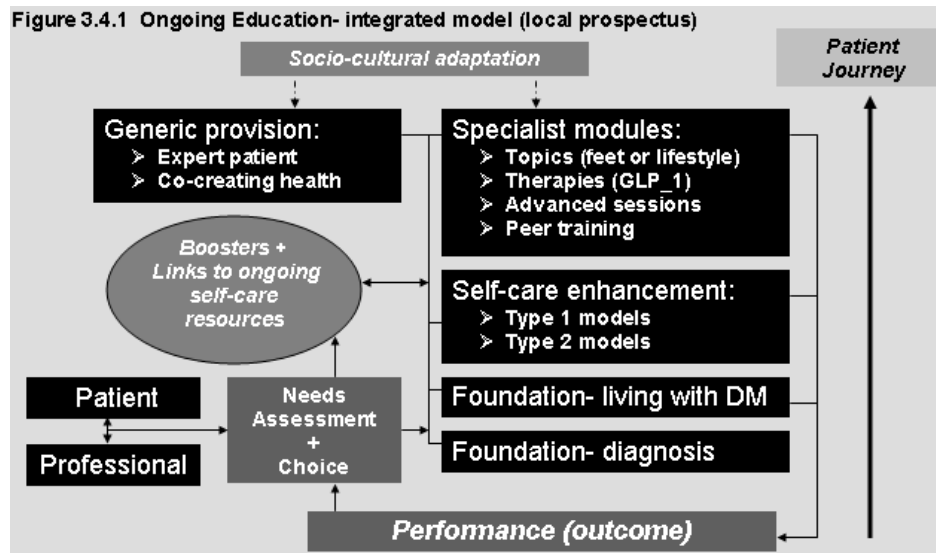 Figure 3.4.1 Ongoing Education- integrated model (local prospectus)
Socio-cultural adaptation
Patient
Journey
Generic provision:
➢ Expert patient
➢ Co-creating health
Specialist modules:
➢ Topics (feet or lifestyle)
➢ Therapies (GLP_1)
➢ Advanced sessions
➢ Peer training
Boosters +
Links to ongoing
self-care
resources
Self-care enhancement:
➢ Type 1 models
➢ Type 2 models
Patient
Professional
Needs
Assessment
+
Choice
Foundation- living with DM
Foundation- diagnosis
Performance (outcome)